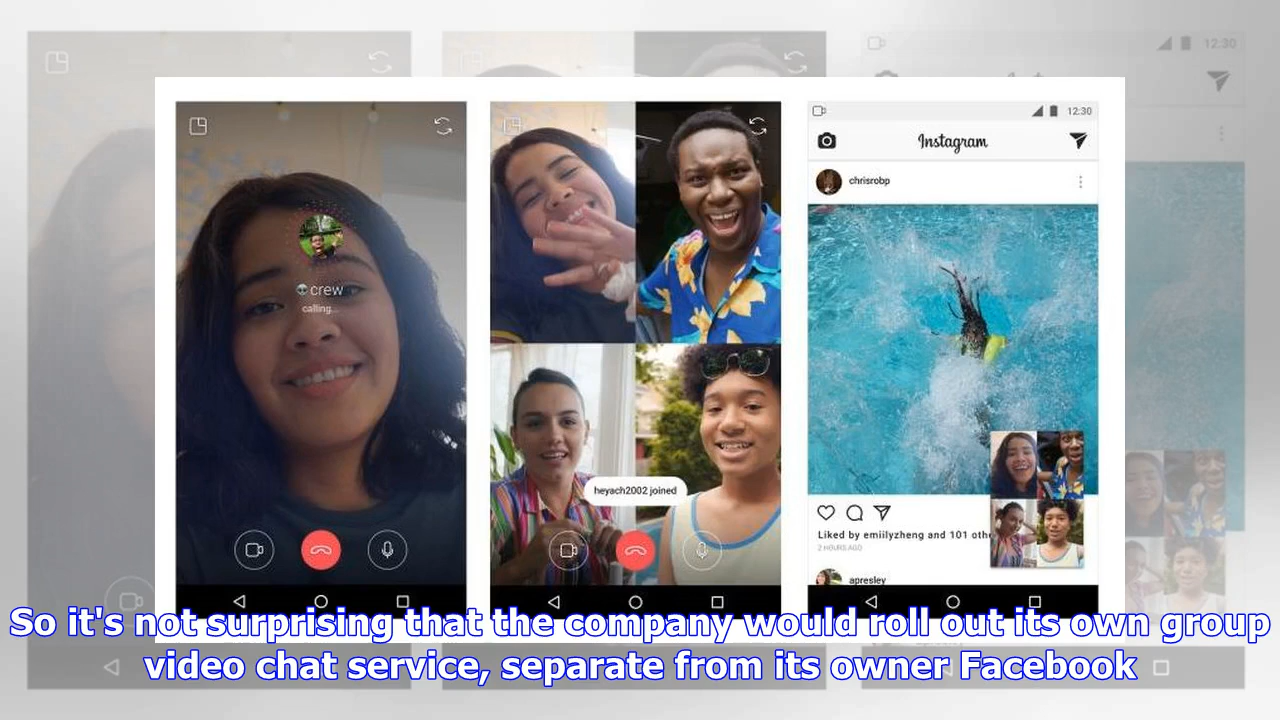 crew
calling...
heyach2002 joined
12:30
Instagram
chrisrobp
Liked by emiilyzheng and 101 othe
2 HOURS AGO
apresley
12:30
So it's not surprising that the company would roll out its own group
video chat service, separate from its owner Facebook